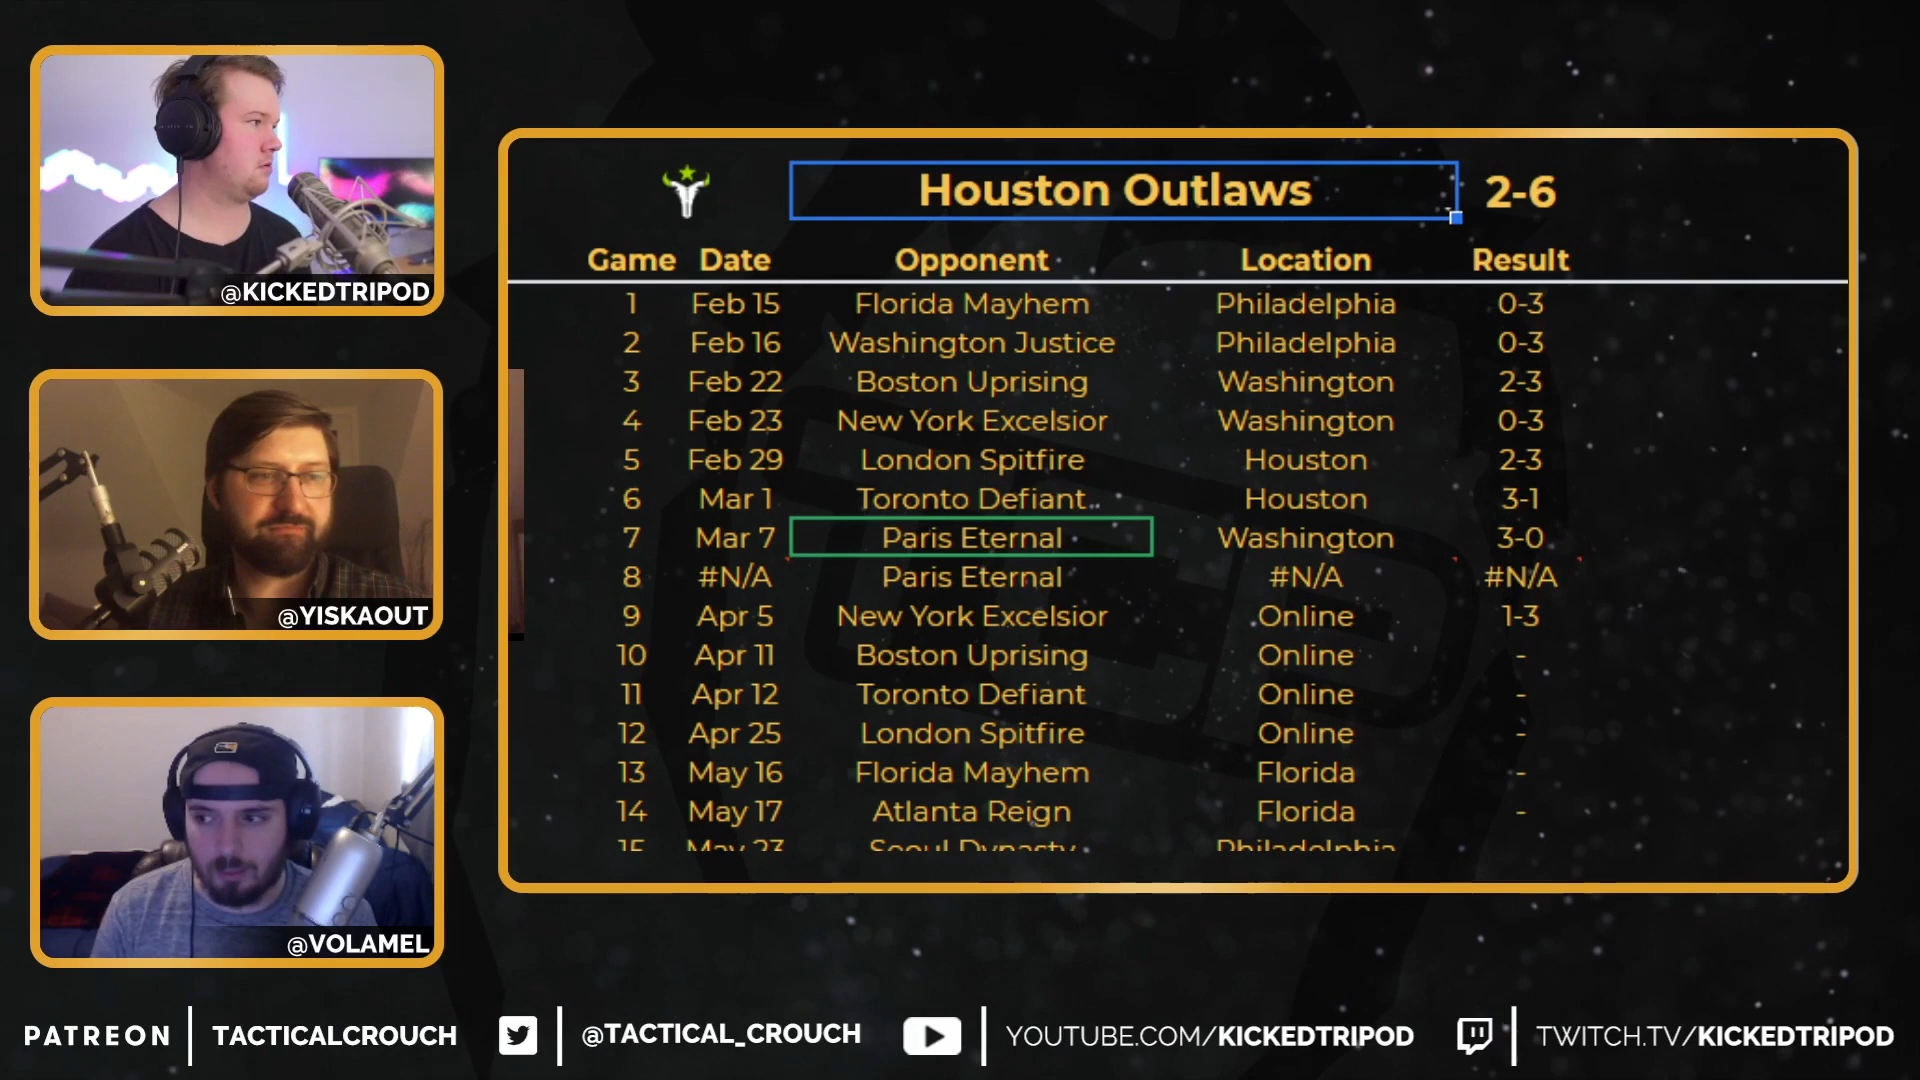 @KICKEDTRIPOD
@YISKAOUT
@VOLAMEL
Houston Outlaws 2-6
Game Date Opponent Location Result
1 Feb 15 Florida Mayhem Philadelphia 0-3
2 Feb 16 Washington Justice Philadelphia 0-3
3 Feb 22 Boston Uprising Washington 2-3
4 Feb 23 New York Excelsior Washington 0-3
5 Feb 29 London Spitfire Houston 2-3
6 Mar 1 Toronto Defiant Houston 3-1
7 Mar 7 Paris Eternal Washington 3-0
8 #N/A Paris Eternal #N/A #N/A
9 Apr 5 New York Excelsior Online 1-3
10 Apr 11 Boston Uprising Online -
11 Apr 12 Toronto Defiant Online -
12 Apr 25 London Spitfire Online -
13 May 16 Florida Mayhem Florida -
14 May 17 Atlanta Reign Florida -
15 May 23 Seoul Dynasty Philadelphia
PATREON | TACTICALCROUCH | @TACTICAL_CROUCH | YOUTUBE.COM/KICKEDTRIPOD | TWITCH.TV/KICKEDTRIPOD